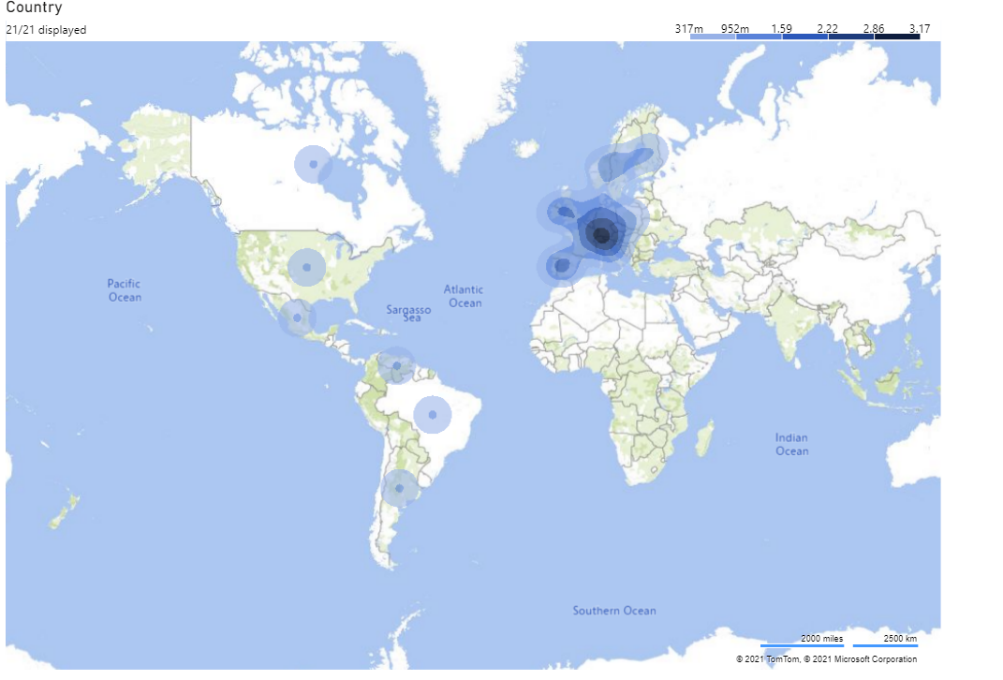 Country
21/21 displayed
317m 952m 1.59 2.22 2.86 3.17
Pacific
Ocean
Atlantic
Ocean
Sargasso
Sea
Indian
Ocean
Southern Ocean
2000 miles 2500 km
© 2021 TomTom, © 2021 Microsoft Corporation